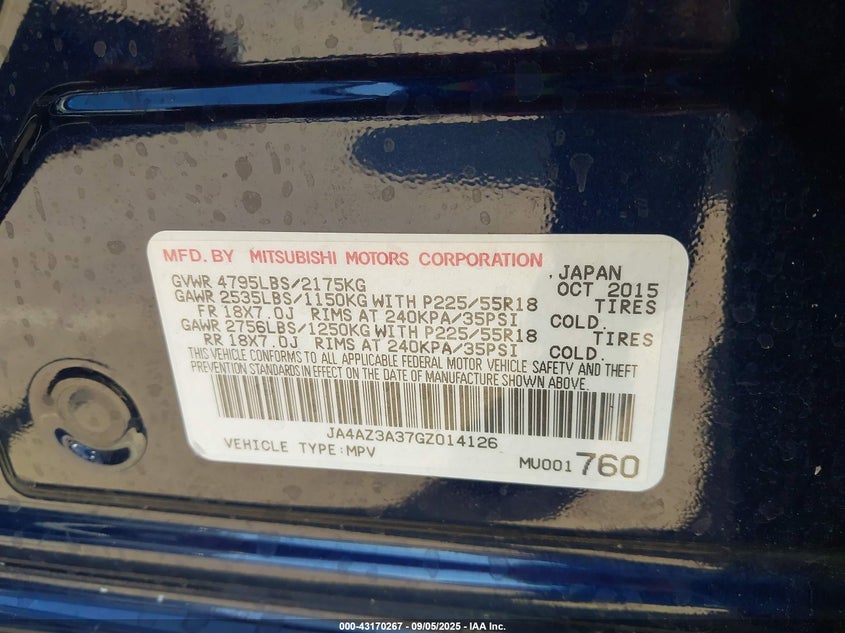 MFD. BY MITSUBISHI MOTORS CORPORATION , JAPAN
GVWR 4795LBS/2175KG OCT 2015
GAWR 2535LBS/1150KG WITH P225/55R18 TIRES
FR 18X7.0J RIMS AT 240KPA/35PSI COLD.
GAWR 2756LBS/1250KG WITH P225/55R18 TIRES
RR 18X7.0J RIMS AT 240KPA/35PSI COLD.
THIS VEHICLE CONFORMS TO ALL APPLICABLE FEDERAL MOTOR VEHICLE SAFETY AND THEFT
PREVENTION STANDARDS IN EFFECT ON THE DATE OF MANUFACTURE SHOWN ABOVE.
JA4AZ3A37GZ014126
VEHICLE TYPE:MPV MU001760
000-43170267 - 09/05/2025 - IAA Inc.